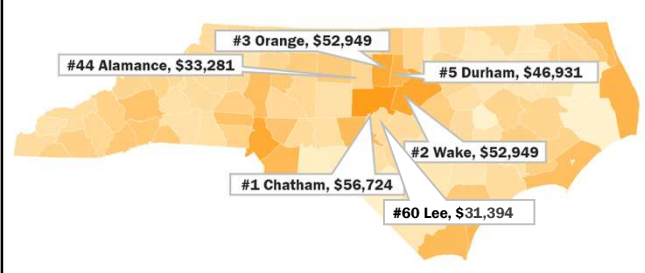 #3 Orange, $52,949
#44 Alamance, $33,281
#5 Durham, $46,931
#2 Wake, $52,949
#1 Chatham, $56,724
#60 Lee, $31,394